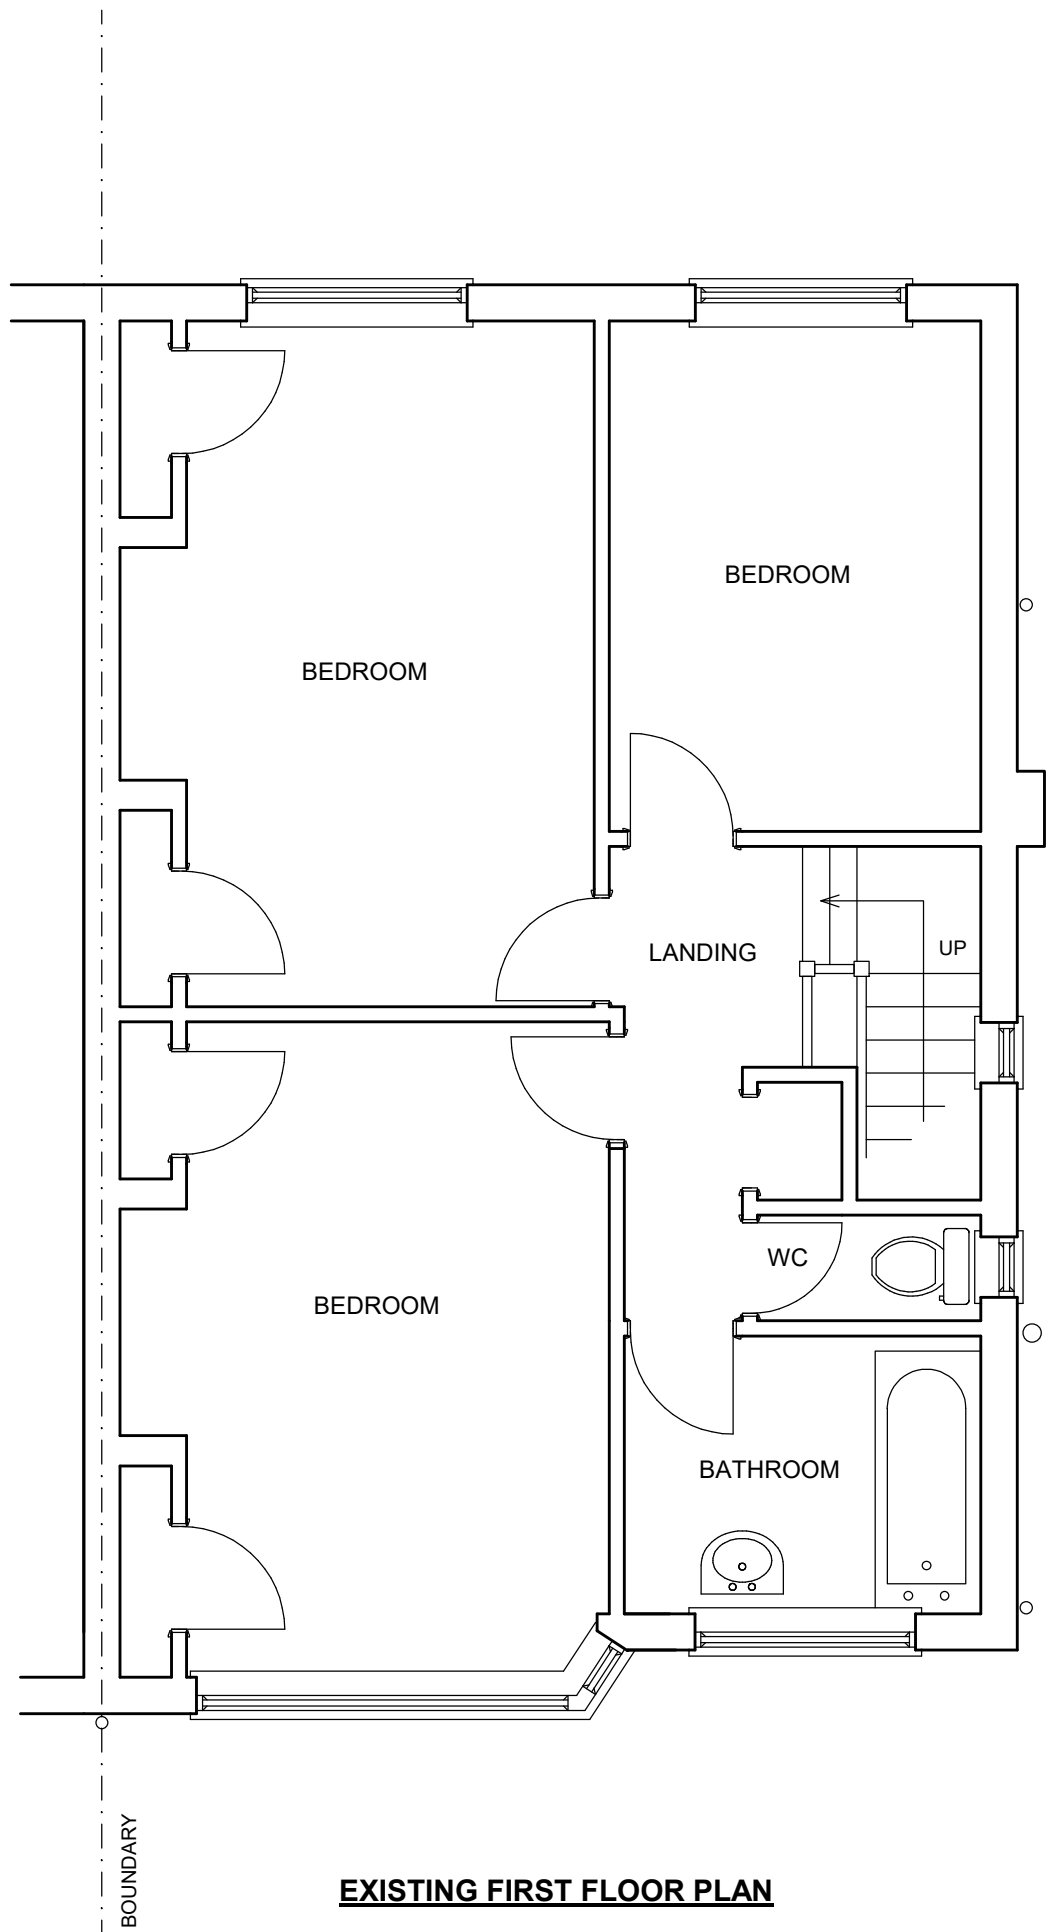 BEDROOM
BEDROOM
LANDING
UP
WC
BEDROOM
BATHROOM
BOUNDARY
EXISTING FIRST FLOOR PLAN